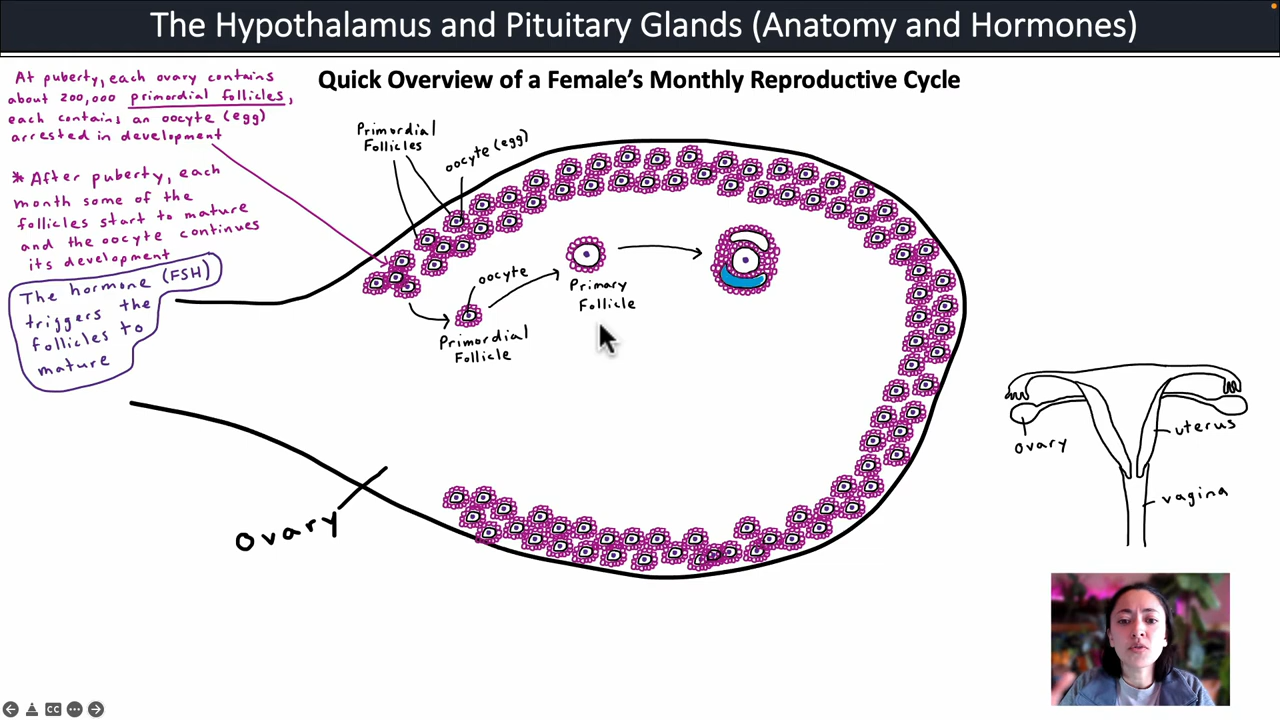 The Hypothalamus and Pituitary Glands (Anatomy and Hormones)
Quick Overview of a Female's Monthly Reproductive Cycle
At puberty, each ovary contains
about 200,000 primordial follicles,
each contains an oocyte (egg)
arrested in development
* After puberty, each
month some of the
follicles start to mature
and the oocyte continues
its development
The hormone (FSH)
triggers the
follicles to
mature
Primordial
Follicles
oocyte (egg)
oocyte
Primordial
Follicle
Primary
Follicle
Ovary
ovary
uterus
vagina
CC